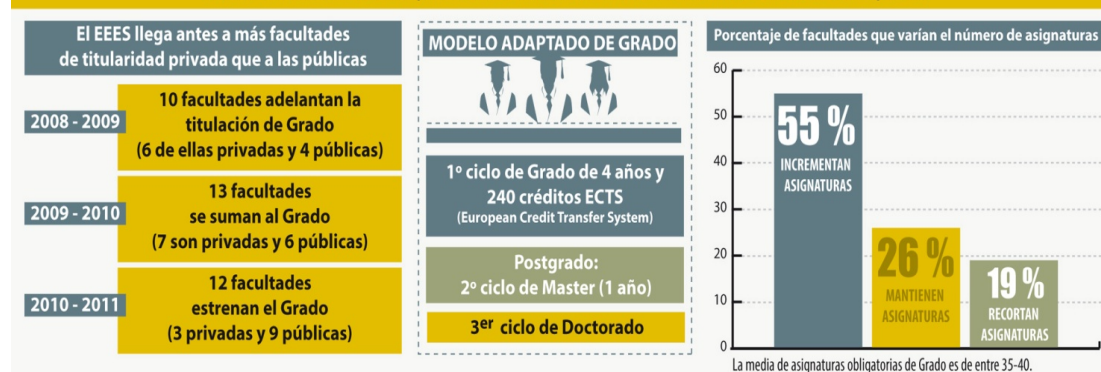 El EEES llega antes a más facultades
de titularidad privada que a las públicas
2008 - 2009
10 facultades adelantan la
titulación de Grado
(6 de ellas privadas y 4 públicas)
2009 - 2010
13 facultades
se suman al Grado
(7 son privadas y 6 públicas)
2010 - 2011
12 facultades
estrenan el Grado
(3 privadas y 9 públicas)
MODELO ADAPTADO DE GRADO
1º ciclo de Grado de 4 años y
240 créditos ECTS
(European Credit Transfer System)
Postgrado:
2º ciclo de Master (1 año)
3er ciclo de Doctorado
Porcentaje de facultades que varían el número de asignaturas
60
50
40
30
20
10
0
55 %
INCREMENTAN
ASIGNATURAS
26 %
MANTIENEN
ASIGNATURAS
19 %
RECORTAN
ASIGNATURAS
La media de asignaturas obligatorias de Grado es de entre 35-40.